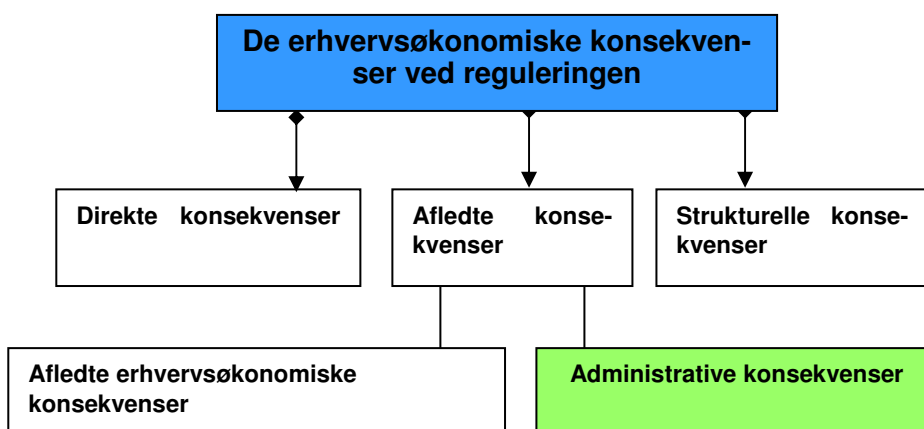 De erhvervsøkonomiske konsekven-
ser ved reguleringen
Direkte konsekvenser
Afledte konse-
kvenser
Strukturelle konse-
kvenser
Afledte erhvervsøkonomiske
konsekvenser
Administrative konsekvenser